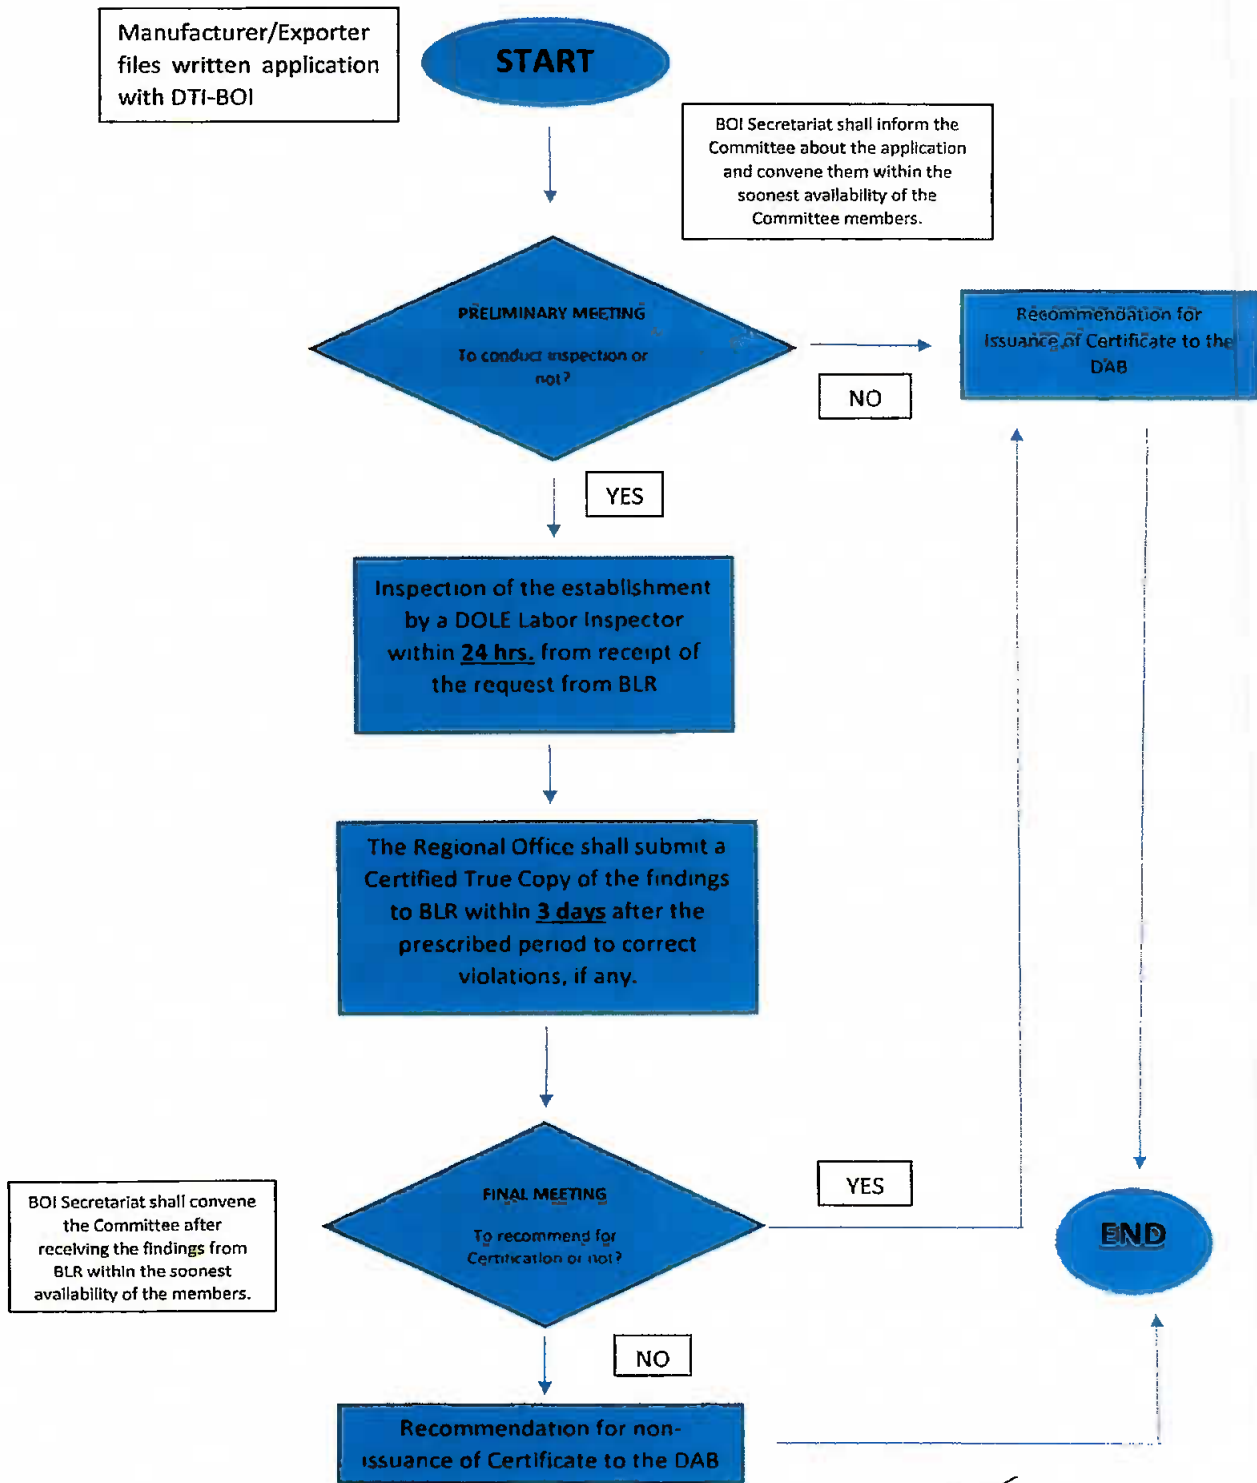 Manufacturer/Exporter
files written application
with DTI-BOI
START
BOI Secretariat shall inform the
Committee about the application
and convene them within the
soonest availability of the
Committee members.
PRELIMINARY MEETING
To conduct inspection or
not?
Recommendation for
Issuance of Certificate to the
DAB
NO
YES
Inspection of the establishment
by a DOLE Labor Inspector
within 24 hrs. from receipt of
the request from BLR
The Regional Office shall submit a
Certified True Copy of the findings
to BLR within 3 days after the
prescribed period to correct
violations, if any.
BOI Secretariat shall convene
the Committee after
receiving the findings from
BLR within the soonest
availability of the members.
FINAL MEETING
To recommend for
Certification or not?
YES
END
NO
Recommendation for non-
issuance of Certificate to the DAB